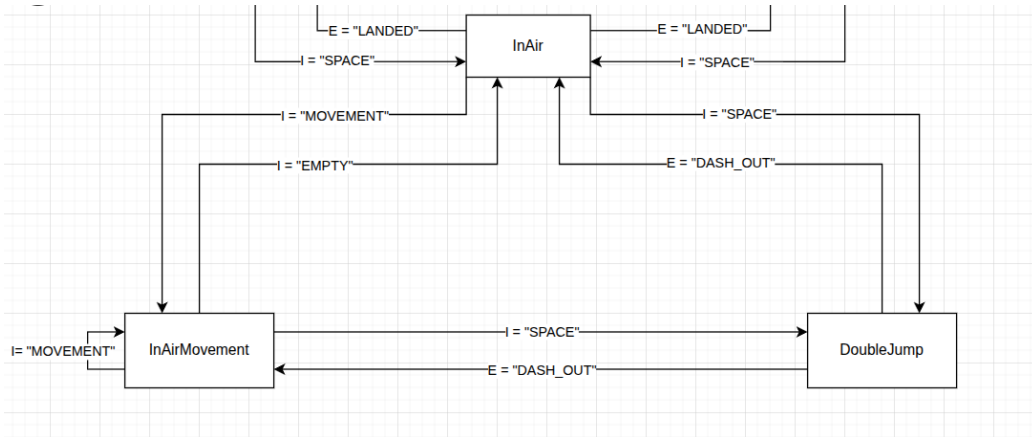 E = "LANDED"
E = "LANDED"
InAir
I = "SPACE"
I = "SPACE"
I = "MOVEMENT"
I = "SPACE"
I = "EMPTY"
E = "DASH_OUT"
I = "SPACE"
InAirMovement
DoubleJump
I= "MOVEMENT"
E = "DASH_OUT"